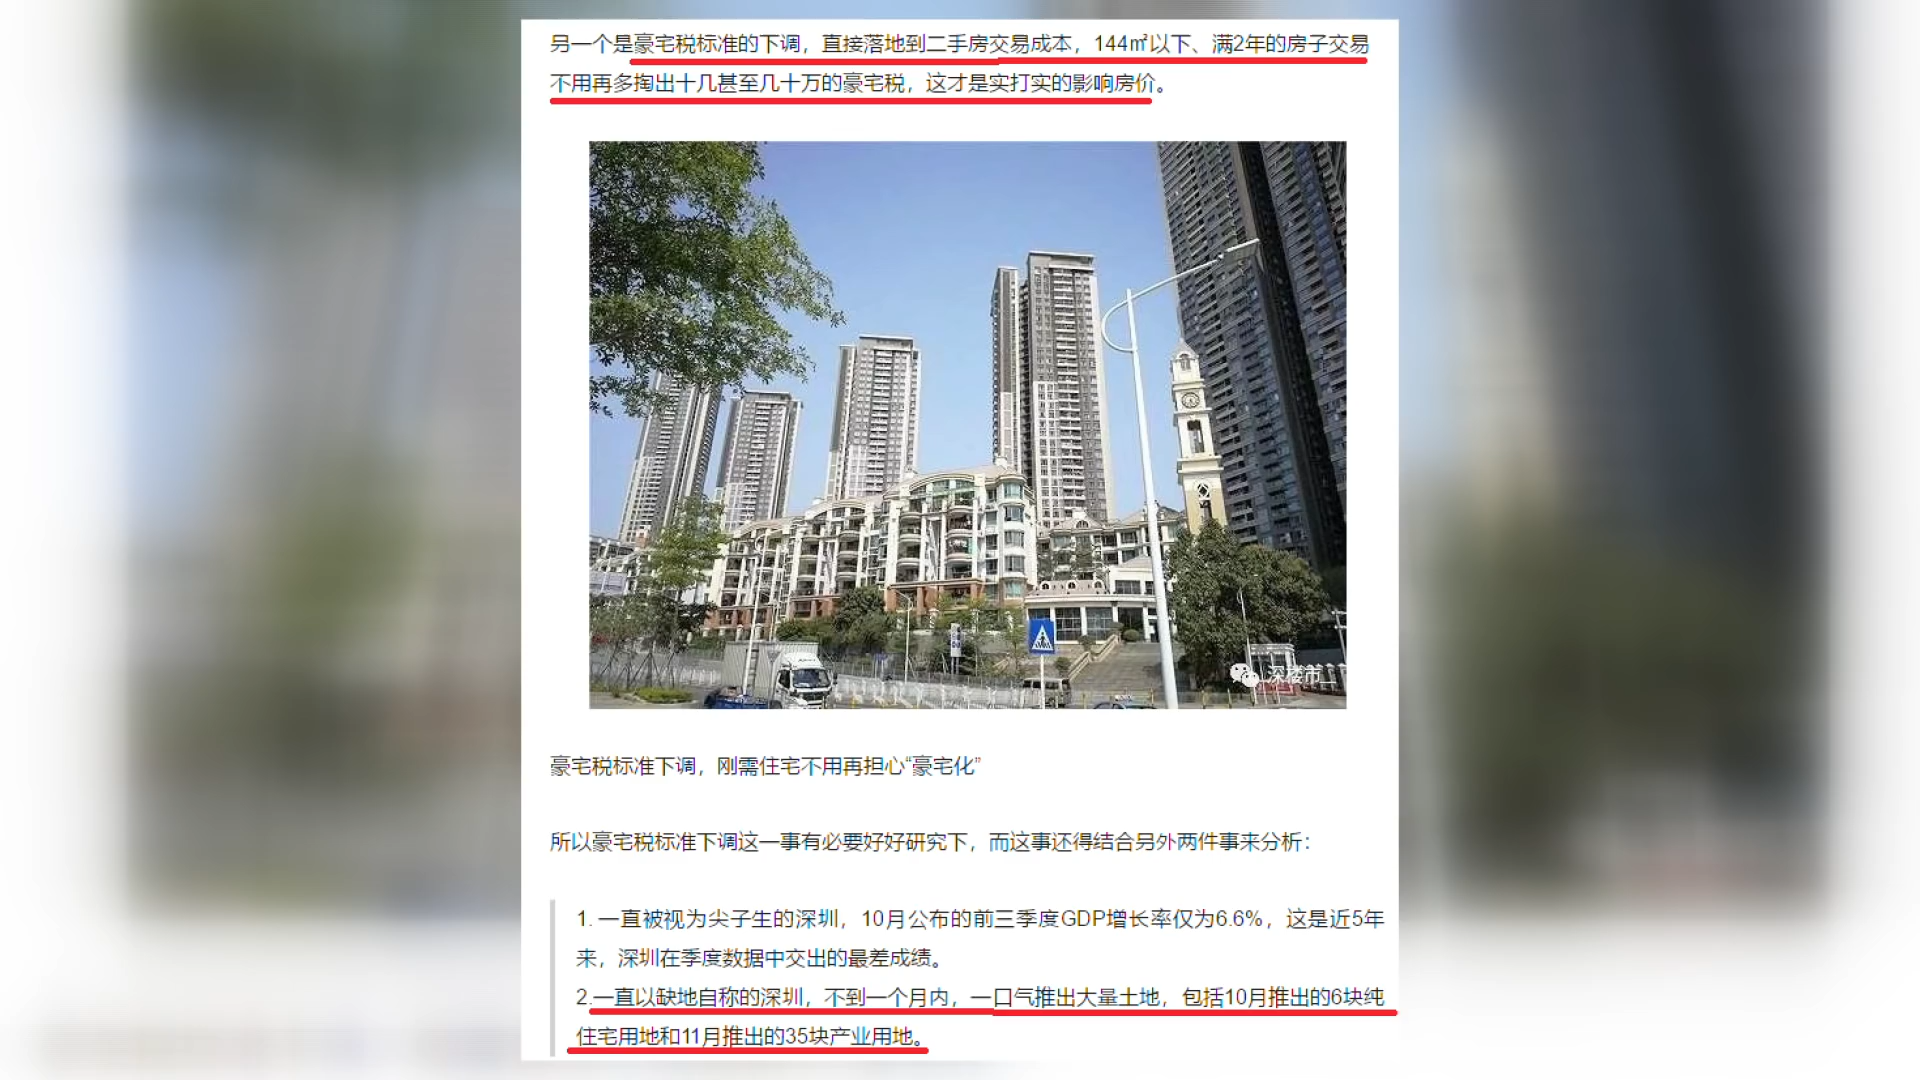 另一个是豪宅税标准的下调，直接落地到二手房交易成本，144㎡以下、满2年的房子交易
不用再多掏出十几甚至几十万的豪宅税，这才是实打实的影响房价。
深楼市
豪宅税标准下调，刚需住宅不用再担心“豪宅化”
所以豪宅税标准下调这一事有必要好好研究下，而这事还得结合另外两件事来分析：
1. 一直被视为尖子生的深圳，10月公布的前三季度GDP增长率仅为6.6%，这是近5年
来，深圳在季度数据中交出的最差成绩。
2.一直以缺地自称的深圳，不到一个月内，一口气推出大量土地，包括10月推出的6块纯
住宅用地和11月推出的35块产业用地。